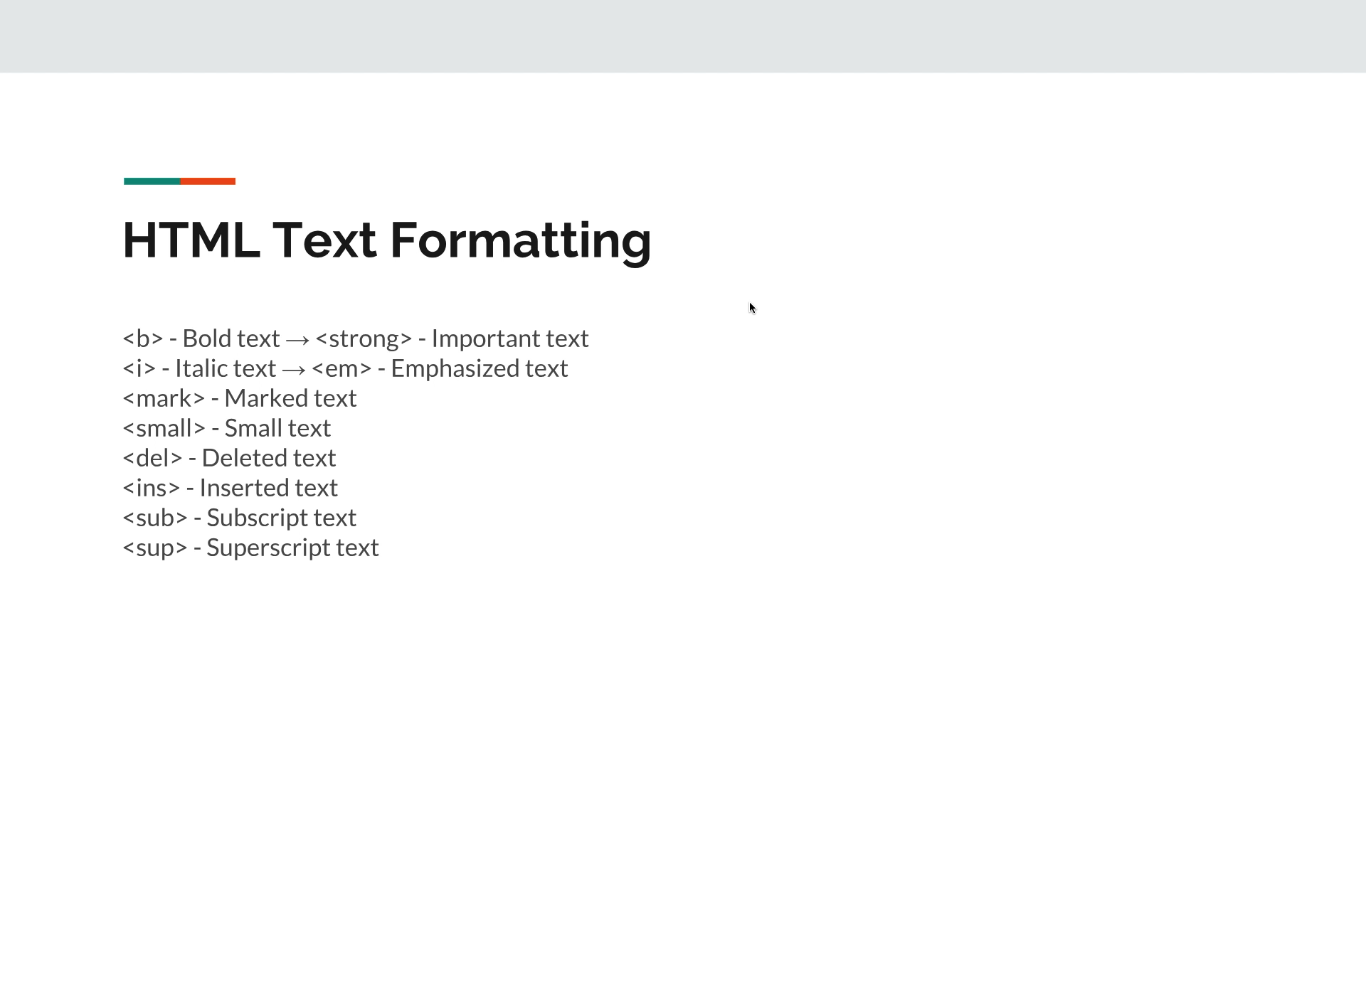 HTML Text Formatting
<b> - Bold text → <strong> - Important text
<i> - Italic text → <em> - Emphasized text
<mark> - Marked text
<small> - Small text
<del> - Deleted text
<ins> - Inserted text
<sub> - Subscript text
<sup> - Superscript text